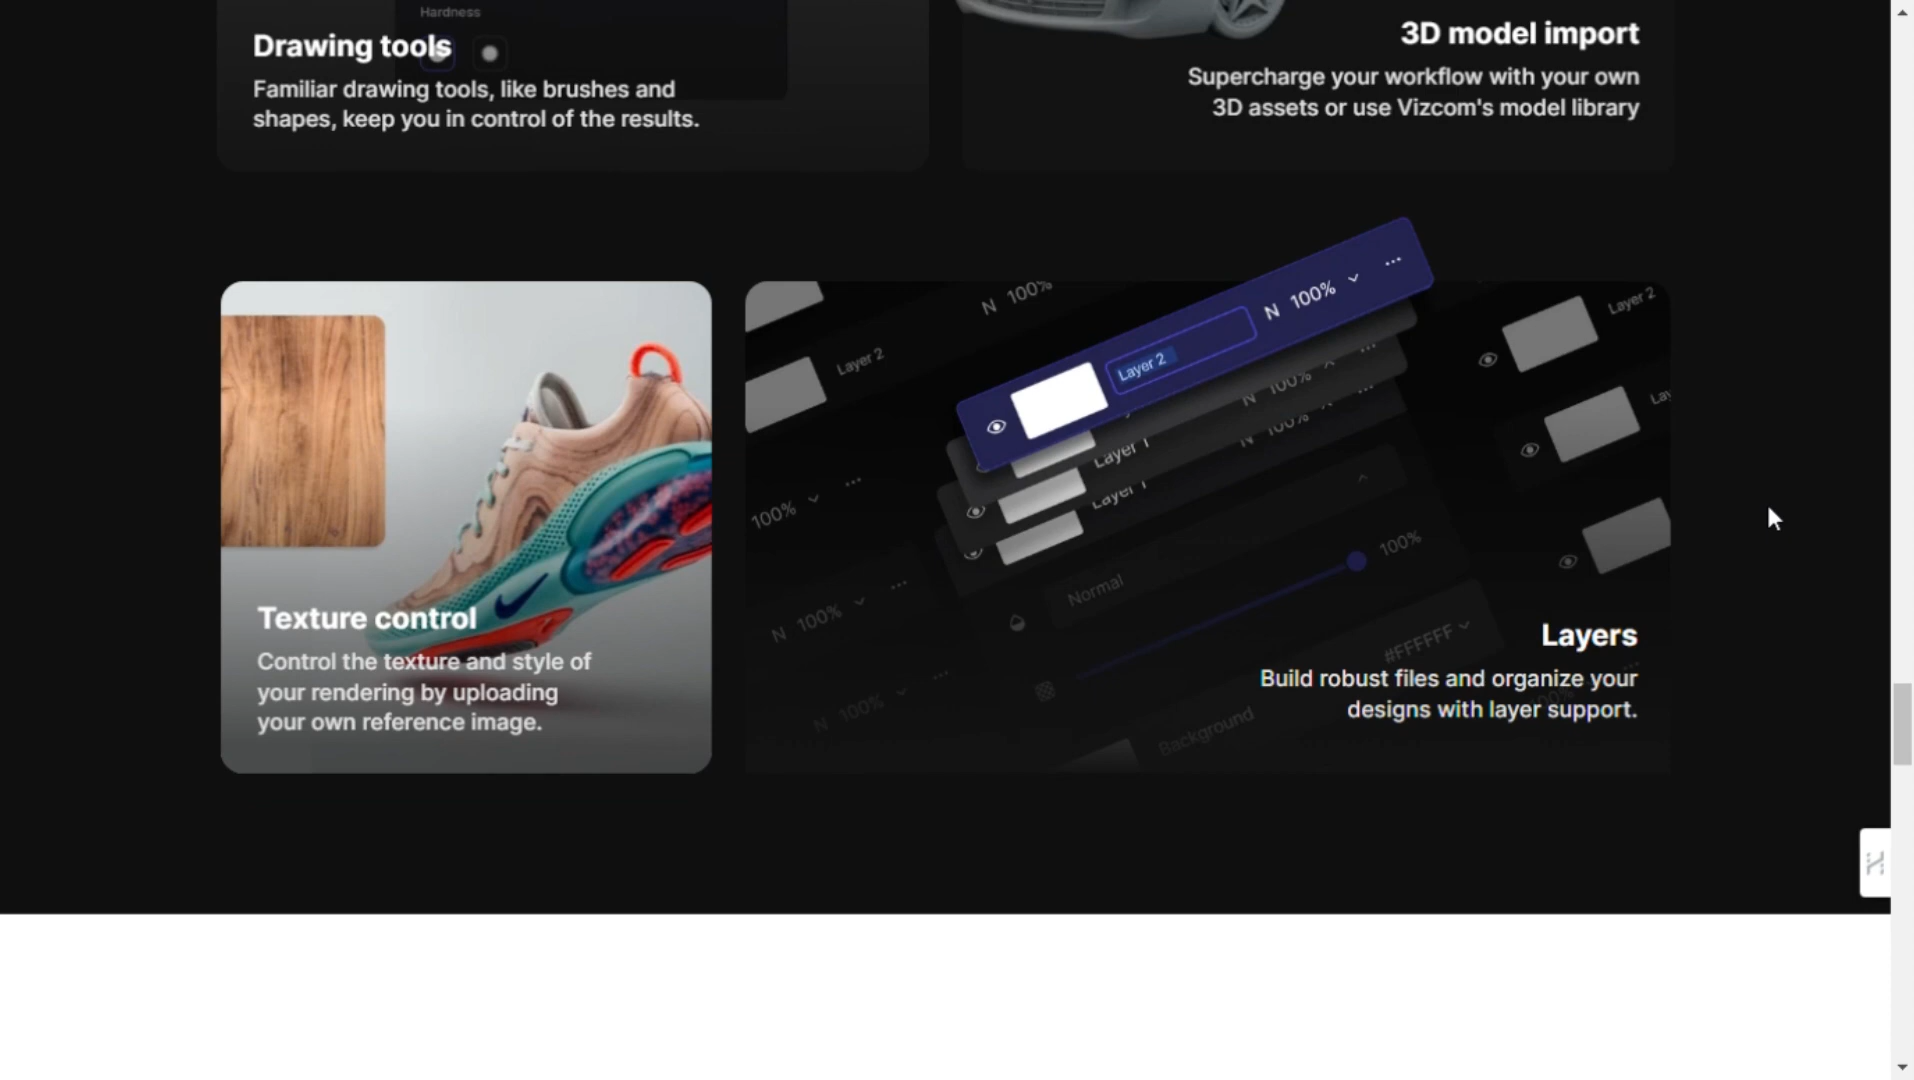 Hardness
Drawing tools
Familiar drawing tools, like brushes and
shapes, keep you in control of the results.
3D model import
Supercharge your workflow with your own
3D assets or use Vizcom's model library
N 100%
Layer 2
100%
N 100%
N 100%
Layer 2 N 100%
Layer 1 N 100%
Layer 1 N 100%
Normal 100%
#FFFFFF
Background
Layer 2
Texture control
Control the texture and style of
your rendering by uploading
your own reference image.
Layers
Build robust files and organize your
designs with layer support.